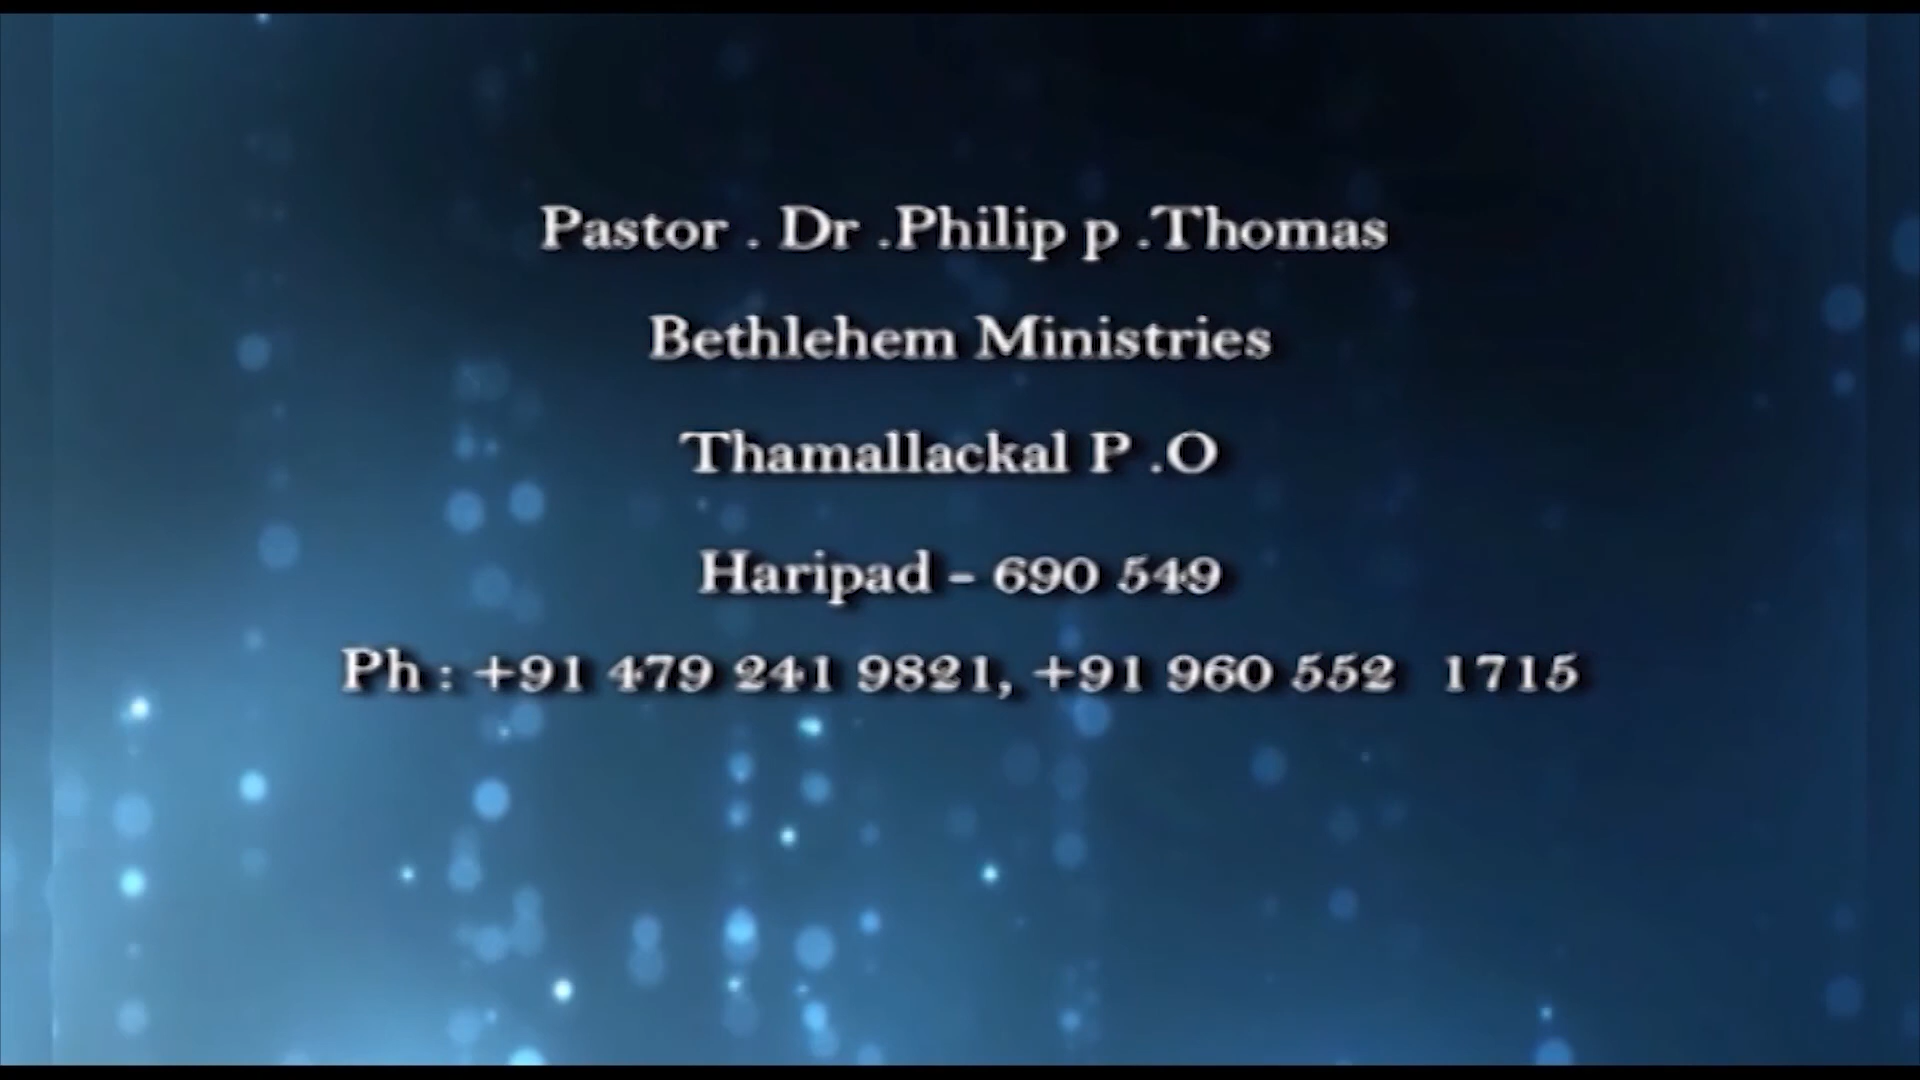 Pastor . Dr .Philip p .Thomas
Bethlehem Ministries
Thamallackal P .O
Haripad - 690 549
Ph : +91 479 241 9821, +91 960 552 1715